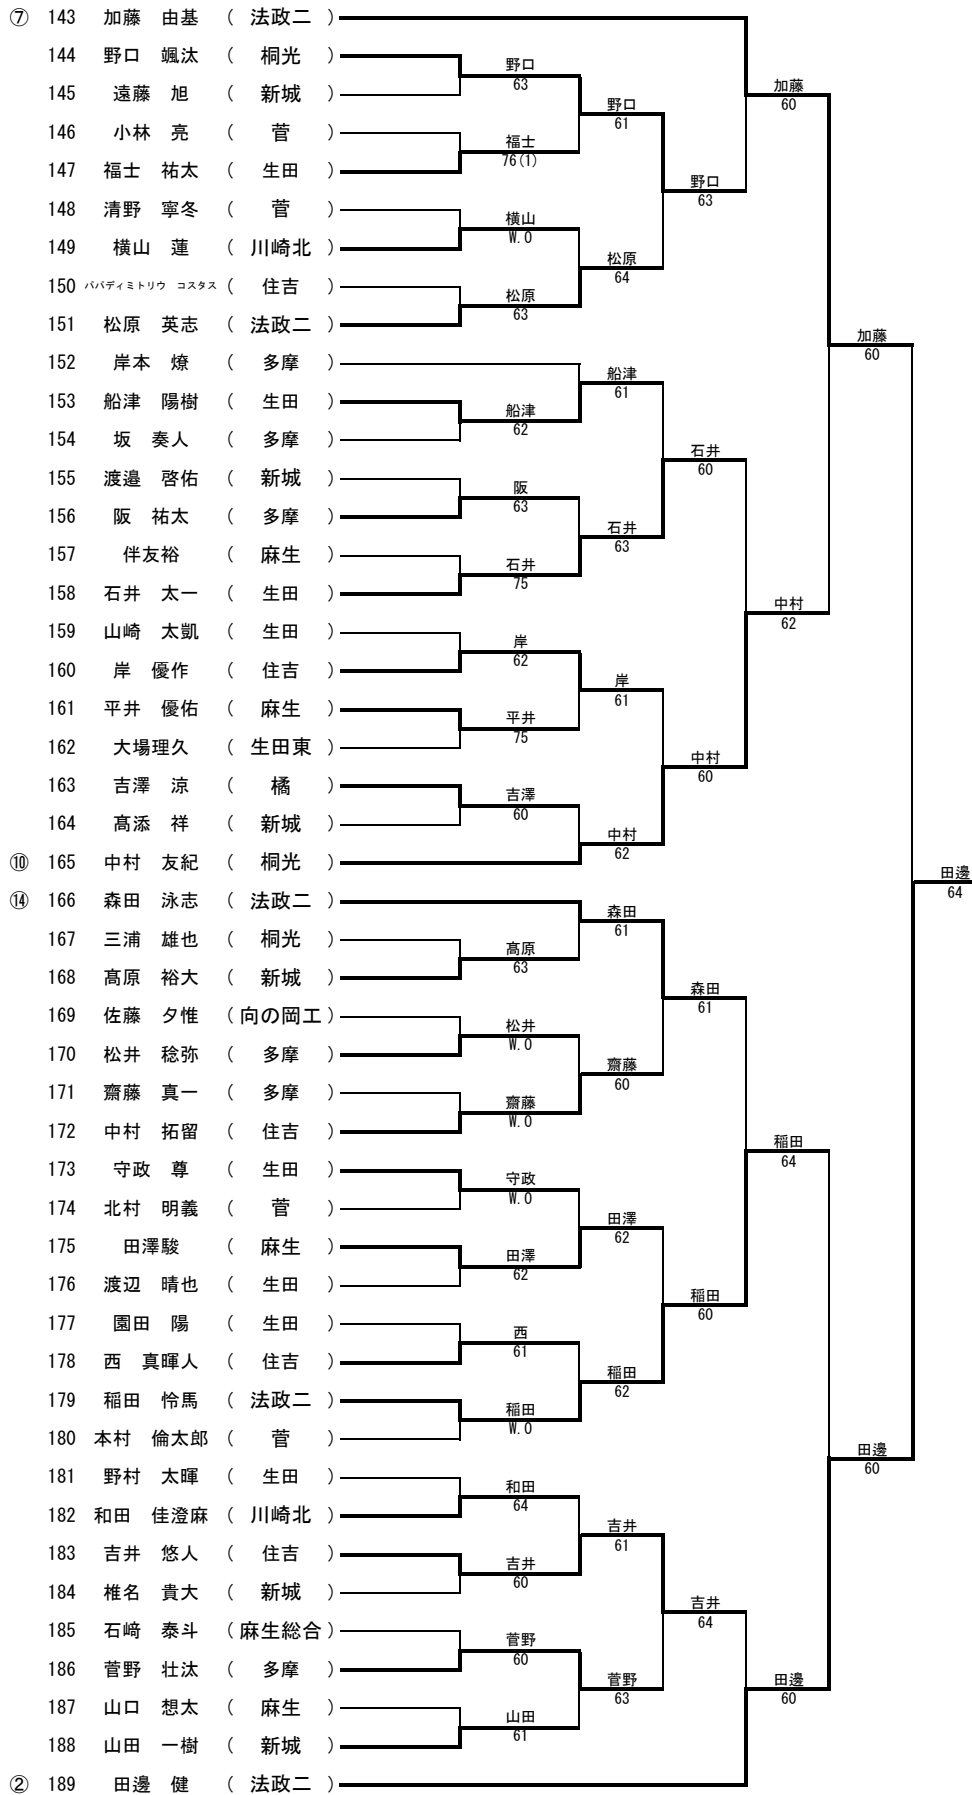 ⑦ 143 加藤 由基 ( 法政二 )
144 野口 颯汰 ( 桐光 )
野口
63
145 遠藤 旭 ( 新城 )
加藤
60
野口
61
146 小林 亮 ( 菅 )
福士
76(1)
147 福士 祐太 ( 生田 )
野口
63
148 清野 寧冬 ( 菅 )
横山
W.O
149 横山 蓮 ( 川崎北 )
松原
64
150 パパディミトリウ コスタス ( 住吉 )
松原
63
151 松原 英志 ( 法政二 )
加藤
60
152 岸本 燎 ( 多摩 )
船津
61
153 船津 陽樹 ( 生田 )
船津
62
154 坂 奏人 ( 多摩 )
石井
60
155 渡邉 啓佑 ( 新城 )
阪
63
156 阪 祐太 ( 多摩 )
石井
63
157 伴友裕 ( 麻生 )
石井
75
158 石井 太一 ( 生田 )
中村
62
159 山崎 太凱 ( 生田 )
岸
62
160 岸 優作 ( 住吉 )
岸
61
161 平井 優佑 ( 麻生 )
平井
75
162 大場理久 ( 生田東 )
中村
60
163 吉澤 涼 ( 橘 )
吉澤
60
164 髙添 祥 ( 新城 )
中村
62
⑩ 165 中村 友紀 ( 桐光 )
田邊
64
⑭ 166 森田 泳志 ( 法政二 )
森田
61
167 三浦 雄也 ( 桐光 )
髙原
63
168 髙原 裕大 ( 新城 )
森田
61
169 佐藤 夕惟 ( 向の岡工 )
松井
W.O
170 松井 稔弥 ( 多摩 )
齋藤
60
171 齋藤 真一 ( 多摩 )
齋藤
W.O
172 中村 拓留 ( 住吉 )
稲田
64
173 守政 尊 ( 生田 )
守政
W.O
174 北村 明義 ( 菅 )
田澤
62
175 田澤駿 ( 麻生 )
田澤
62
176 渡辺 晴也 ( 生田 )
稲田
60
177 園田 陽 ( 生田 )
西
61
178 西 真暉人 ( 住吉 )
稲田
62
179 稲田 怜馬 ( 法政二 )
稲田
W.O
180 本村 倫太郎 ( 菅 )
田邊
60
181 野村 太暉 ( 生田 )
和田
64
182 和田 佳澄麻 ( 川崎北 )
吉井
61
183 吉井 悠人 ( 住吉 )
吉井
60
184 椎名 貴大 ( 新城 )
吉井
64
185 石﨑 泰斗 ( 麻生総合 )
菅野
60
186 菅野 壮汰 ( 多摩 )
菅野
63
田邊
60
187 山口 想太 ( 麻生 )
山田
61
188 山田 一樹 ( 新城 )
② 189 田邊 健 ( 法政二 )